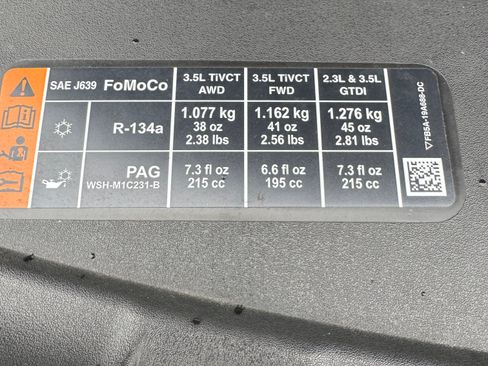 SAE J639 FoMoCo 3.5L TiVCT AWD 3.5L TiVCT FWD 2.3L & 3.5L GTDI
R-134a 1.077 kg 38 oz 2.38 lbs 1.162 kg 41 oz 2.56 lbs 1.276 kg 45 oz 2.81 lbs
PAG WSH-M1C231-B 7.3 fl oz 215 cc 6.6 fl oz 195 cc 7.3 fl oz 215 cc
FB5A-19A688-DC